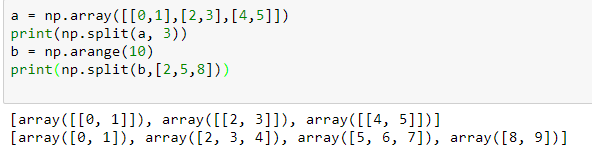 a = np.array([[0,1],[2,3],[4,5]])
print(np.split(a, 3))
b = np.arange(10)
print(np.split(b,[2,5,8]))
[array([[0, 1]]), array([[2, 3]]), array([[4, 5]])]
[array([0, 1]), array([2, 3, 4]), array([5, 6, 7]), array([8, 9])]